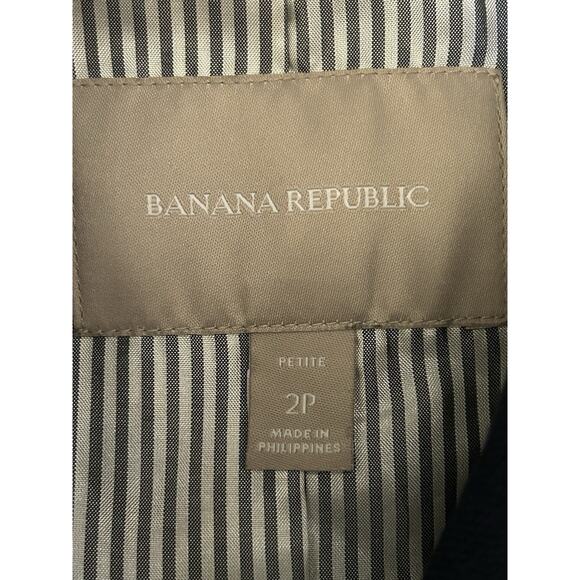 BANANA REPUBLIC
PETITE
2P
MADE IN
PHILIPPINES